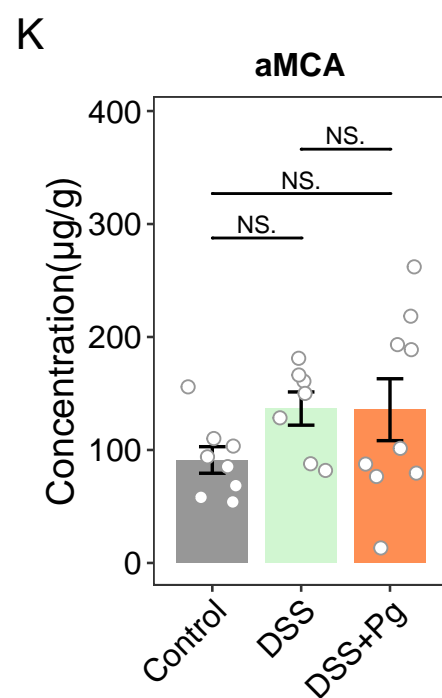 K
aMCA
Concentration(μg/g)
400
300
200
100
0
NS.
NS.
NS.
Control
DSS
DSS+Pg